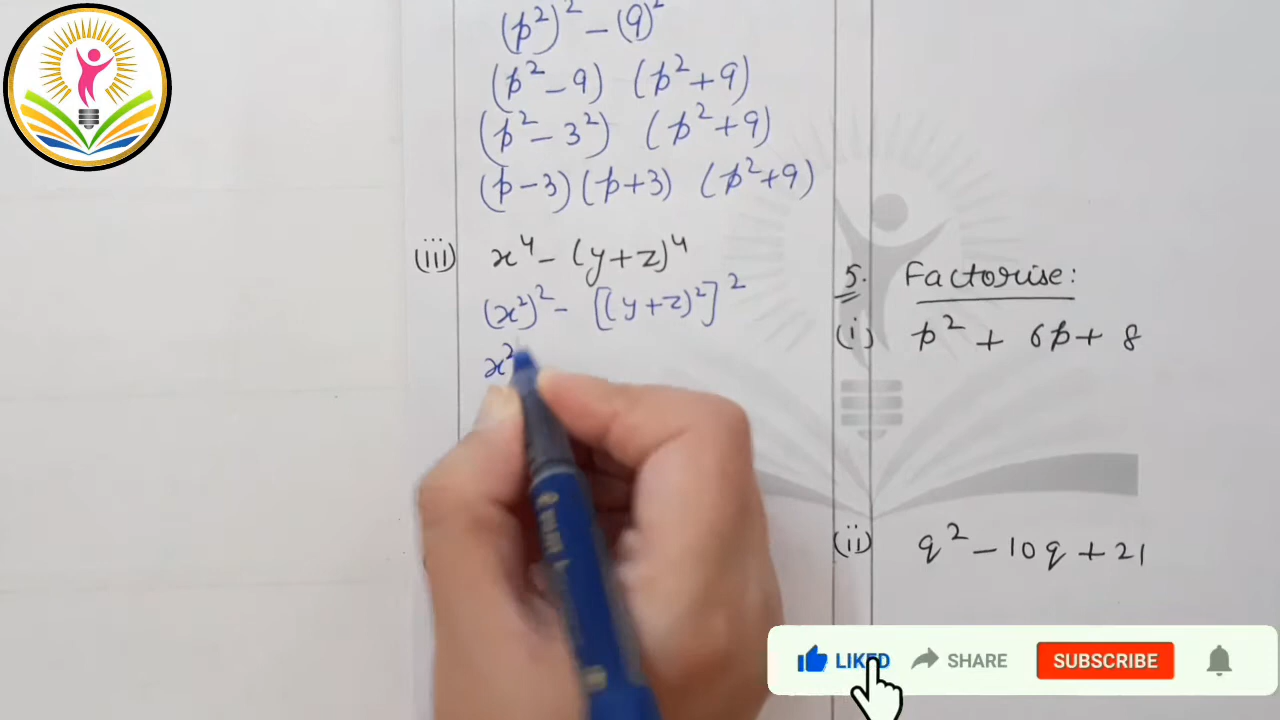 (p²)² – (9)²
(p² – 9) (p² + 9)
(p² – 3²) (p² + 9)
(p – 3) (p + 3) (p² + 9)
(iii) x⁴ – (y + z)⁴
(x²)² – [(y + z)²]²
x²
5. Factorise:
(i) p² + 6p + 8
(ii) q² – 10q + 21
LIKED SHARE SUBSCRIBE